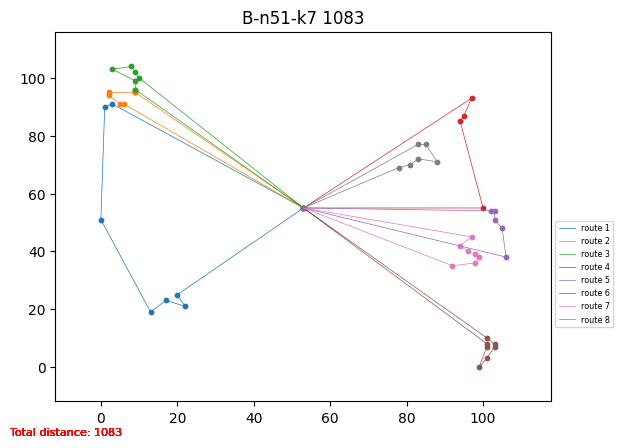 B-n51-k7 1083
100
80
60
40
20
0
0 20 40 60 80 100
route 1
route 2
route 3
route 4
route 5
route 6
route 7
route 8
Total distance: 1083